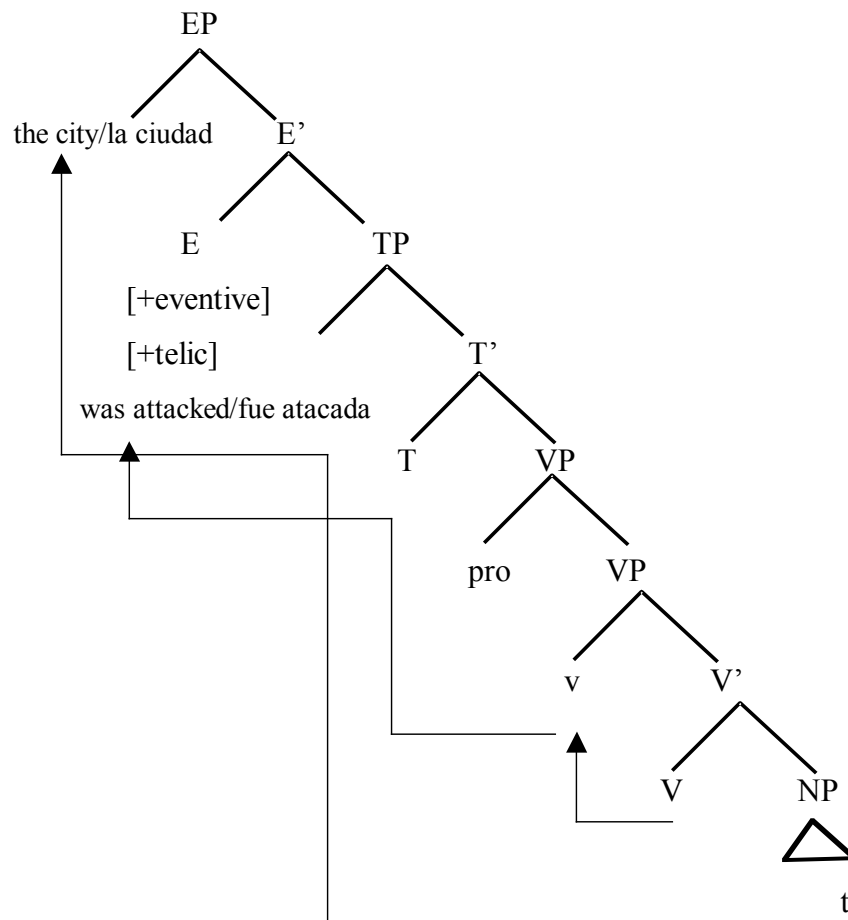 EP
the city/la ciudad E’
E TP
[+eventive]
[+telic] T’
was attacked/fue atacada
T VP
pro VP
v V’
V NP
t